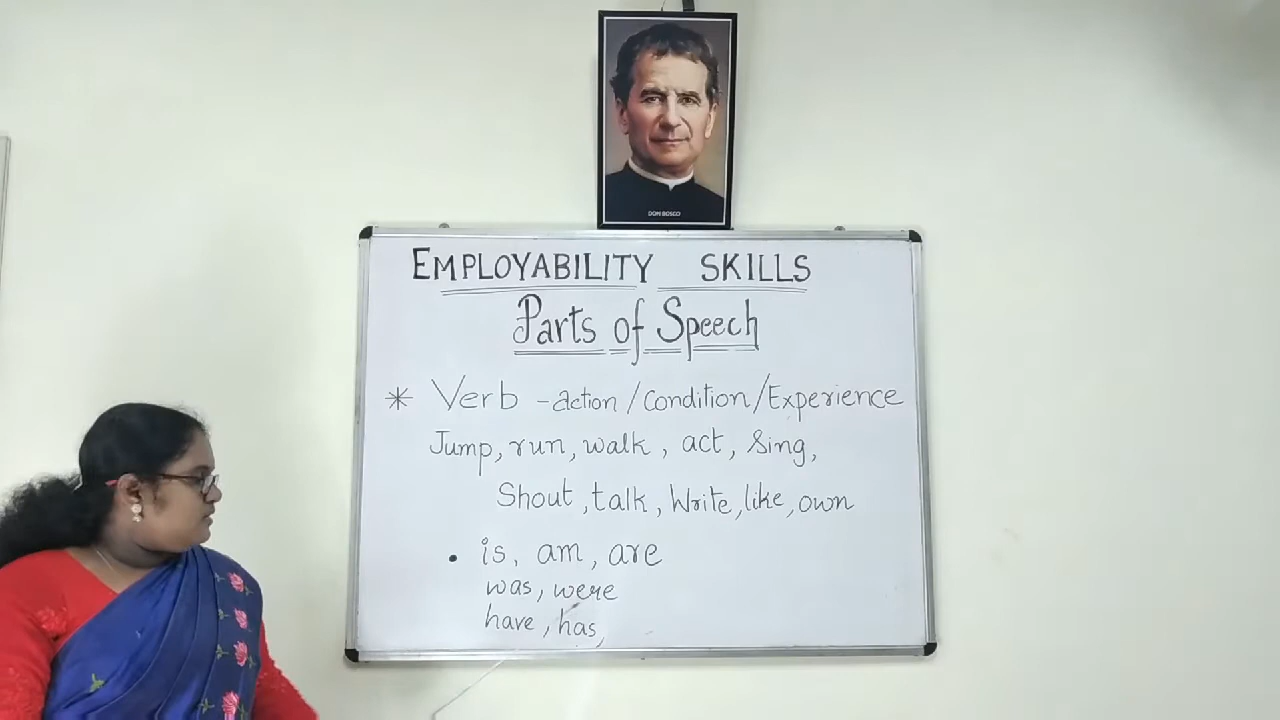 DON BOSCO
EMPLOYABILITY SKILLS
Parts of Speech
* Verb - action / Condition / Experience
Jump, run, walk, act, Sing,
Shout, talk, Write, like, own
• is, am, are
was, were
have, has,